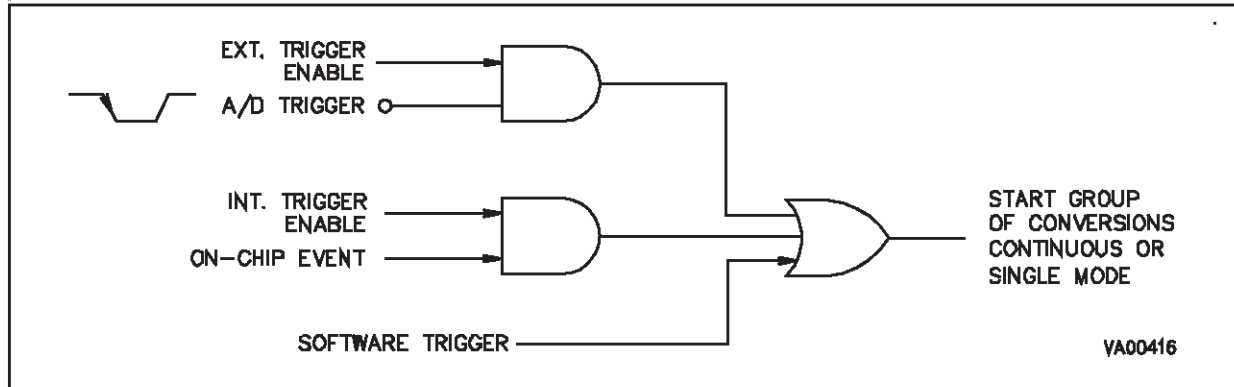 EXT. TRIGGER
ENABLE
A/D TRIGGER
INT. TRIGGER
ENABLE
ON-CHIP EVENT
SOFTWARE TRIGGER
START GROUP
OF CONVERSIONS
CONTINUOUS OR
SINGLE MODE
VA00416